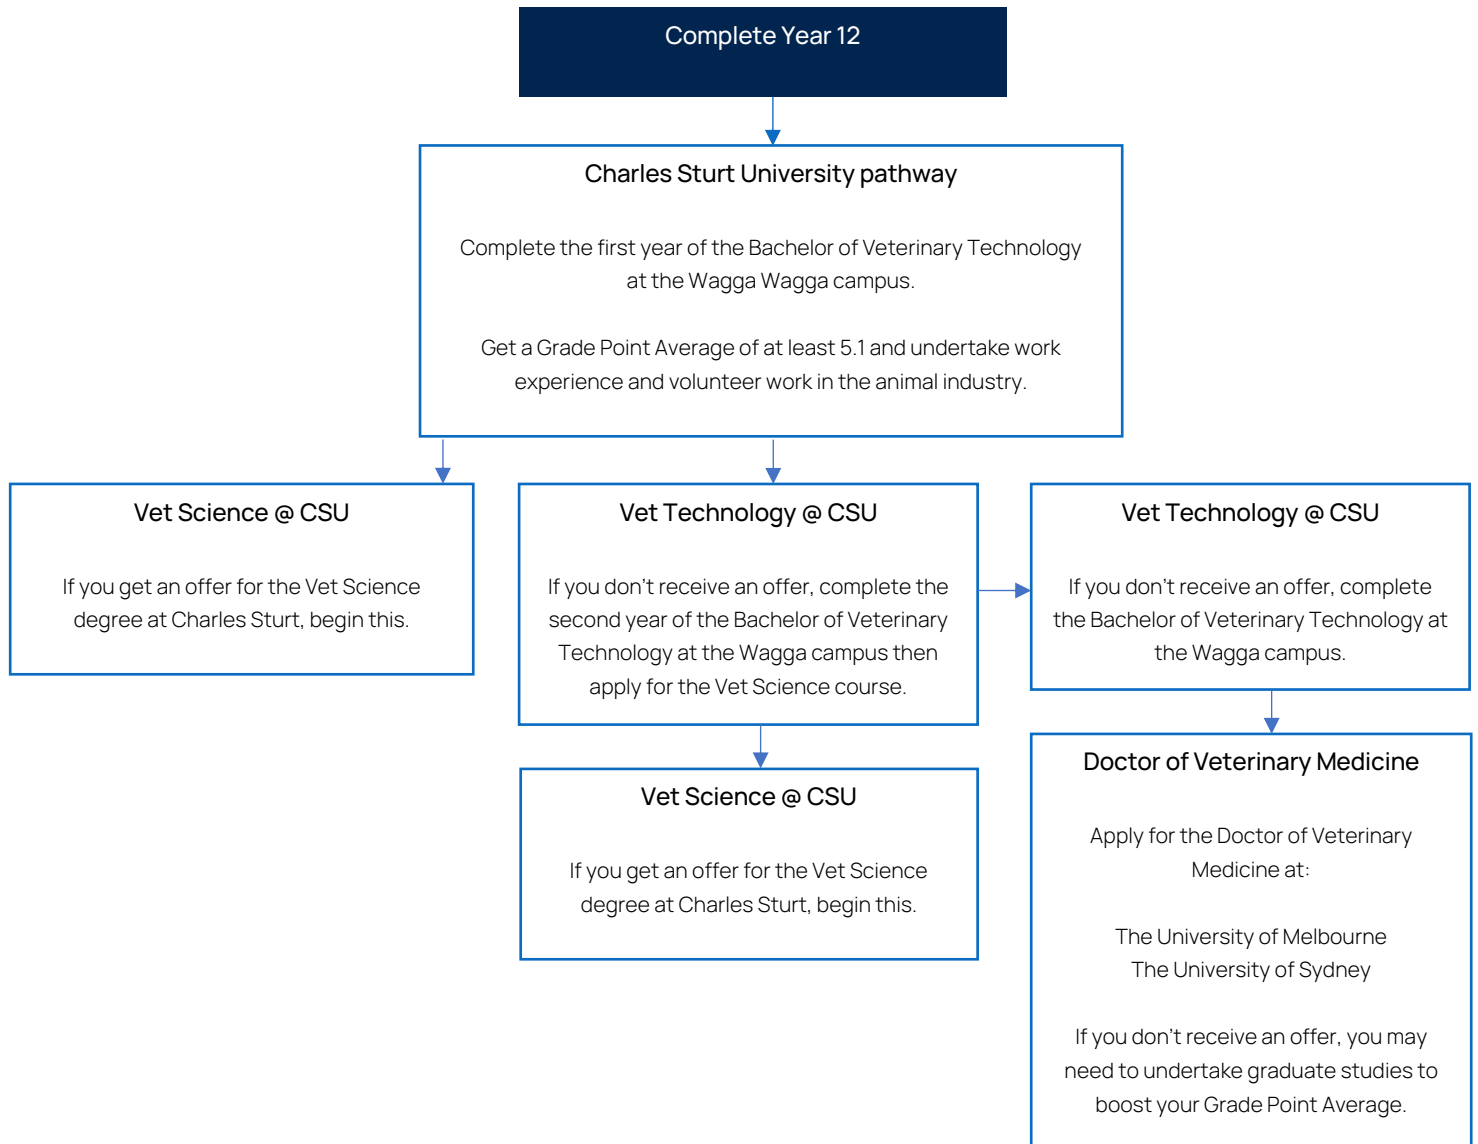 Complete Year 12
Charles Sturt University pathway
Complete the first year of the Bachelor of Veterinary Technology
at the Wagga Wagga campus.
Get a Grade Point Average of at least 5.1 and undertake work
experience and volunteer work in the animal industry.
Vet Science @ CSU
If you get an offer for the Vet Science
degree at Charles Sturt, begin this.
Vet Technology @ CSU
If you don't receive an offer, complete the
second year of the Bachelor of Veterinary
Technology at the Wagga campus then
apply for the Vet Science course.
Vet Technology @ CSU
If you don't receive an offer, complete
the Bachelor of Veterinary Technology at
the Wagga campus.
Vet Science @ CSU
If you get an offer for the Vet Science
degree at Charles Sturt, begin this.
Doctor of Veterinary Medicine
Apply for the Doctor of Veterinary
Medicine at:
The University of Melbourne
The University of Sydney
If you don't receive an offer, you may
need to undertake graduate studies to
boost your Grade Point Average.